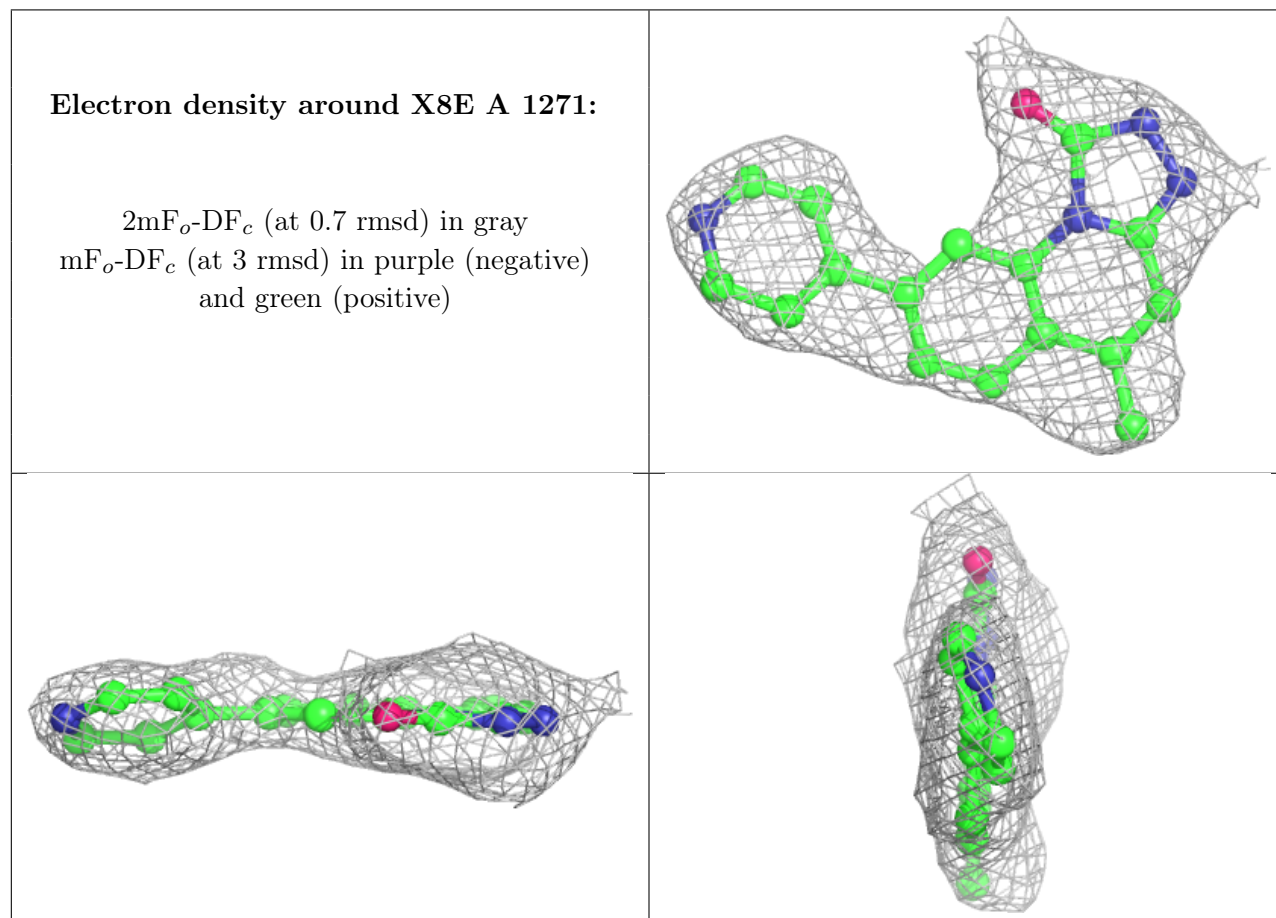 Electron density around X8E A 1271:
2mFo-DFc (at 0.7 rmsd) in gray
mFo-DFc (at 3 rmsd) in purple (negative)
and green (positive)